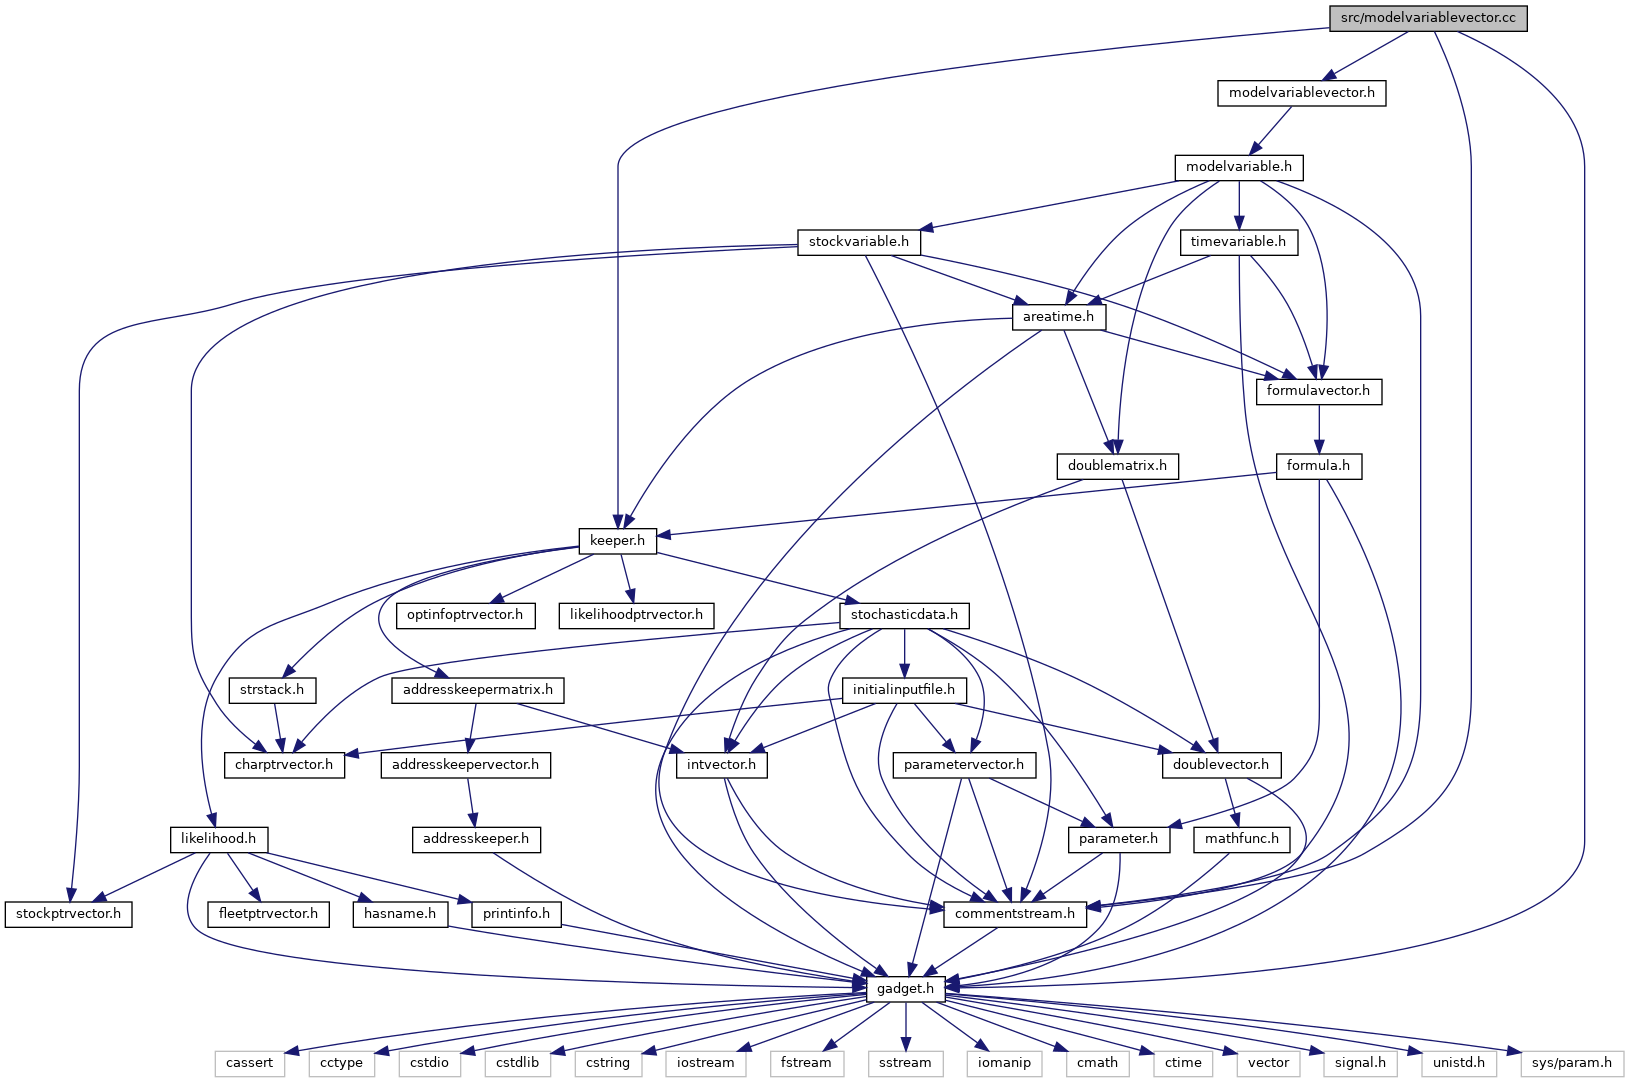 src/modelvariablevector.cc
modelvariablevector.h
modelvariable.h
stockvariable.h
timevariable.h
areatime.h
formulavector.h
doublematrix.h
formula.h
keeper.h
optinfoptrvector.h
likelihoodptrvector.h
stochasticdata.h
strstack.h
addresskeepermatrix.h
initialinputfile.h
charptrvector.h
addresskeepervector.h
intvector.h
parametervector.h
doublevector.h
likelihood.h
addresskeeper.h
parameter.h
mathfunc.h
stockptrvector.h
fleetptrvector.h
hasname.h
printinfo.h
commentstream.h
gadget.h
cassert
cctype
cstdio
cstdlib
cstring
iostream
fstream
sstream
iomanip
cmath
ctime
vector
signal.h
unistd.h
sys/param.h